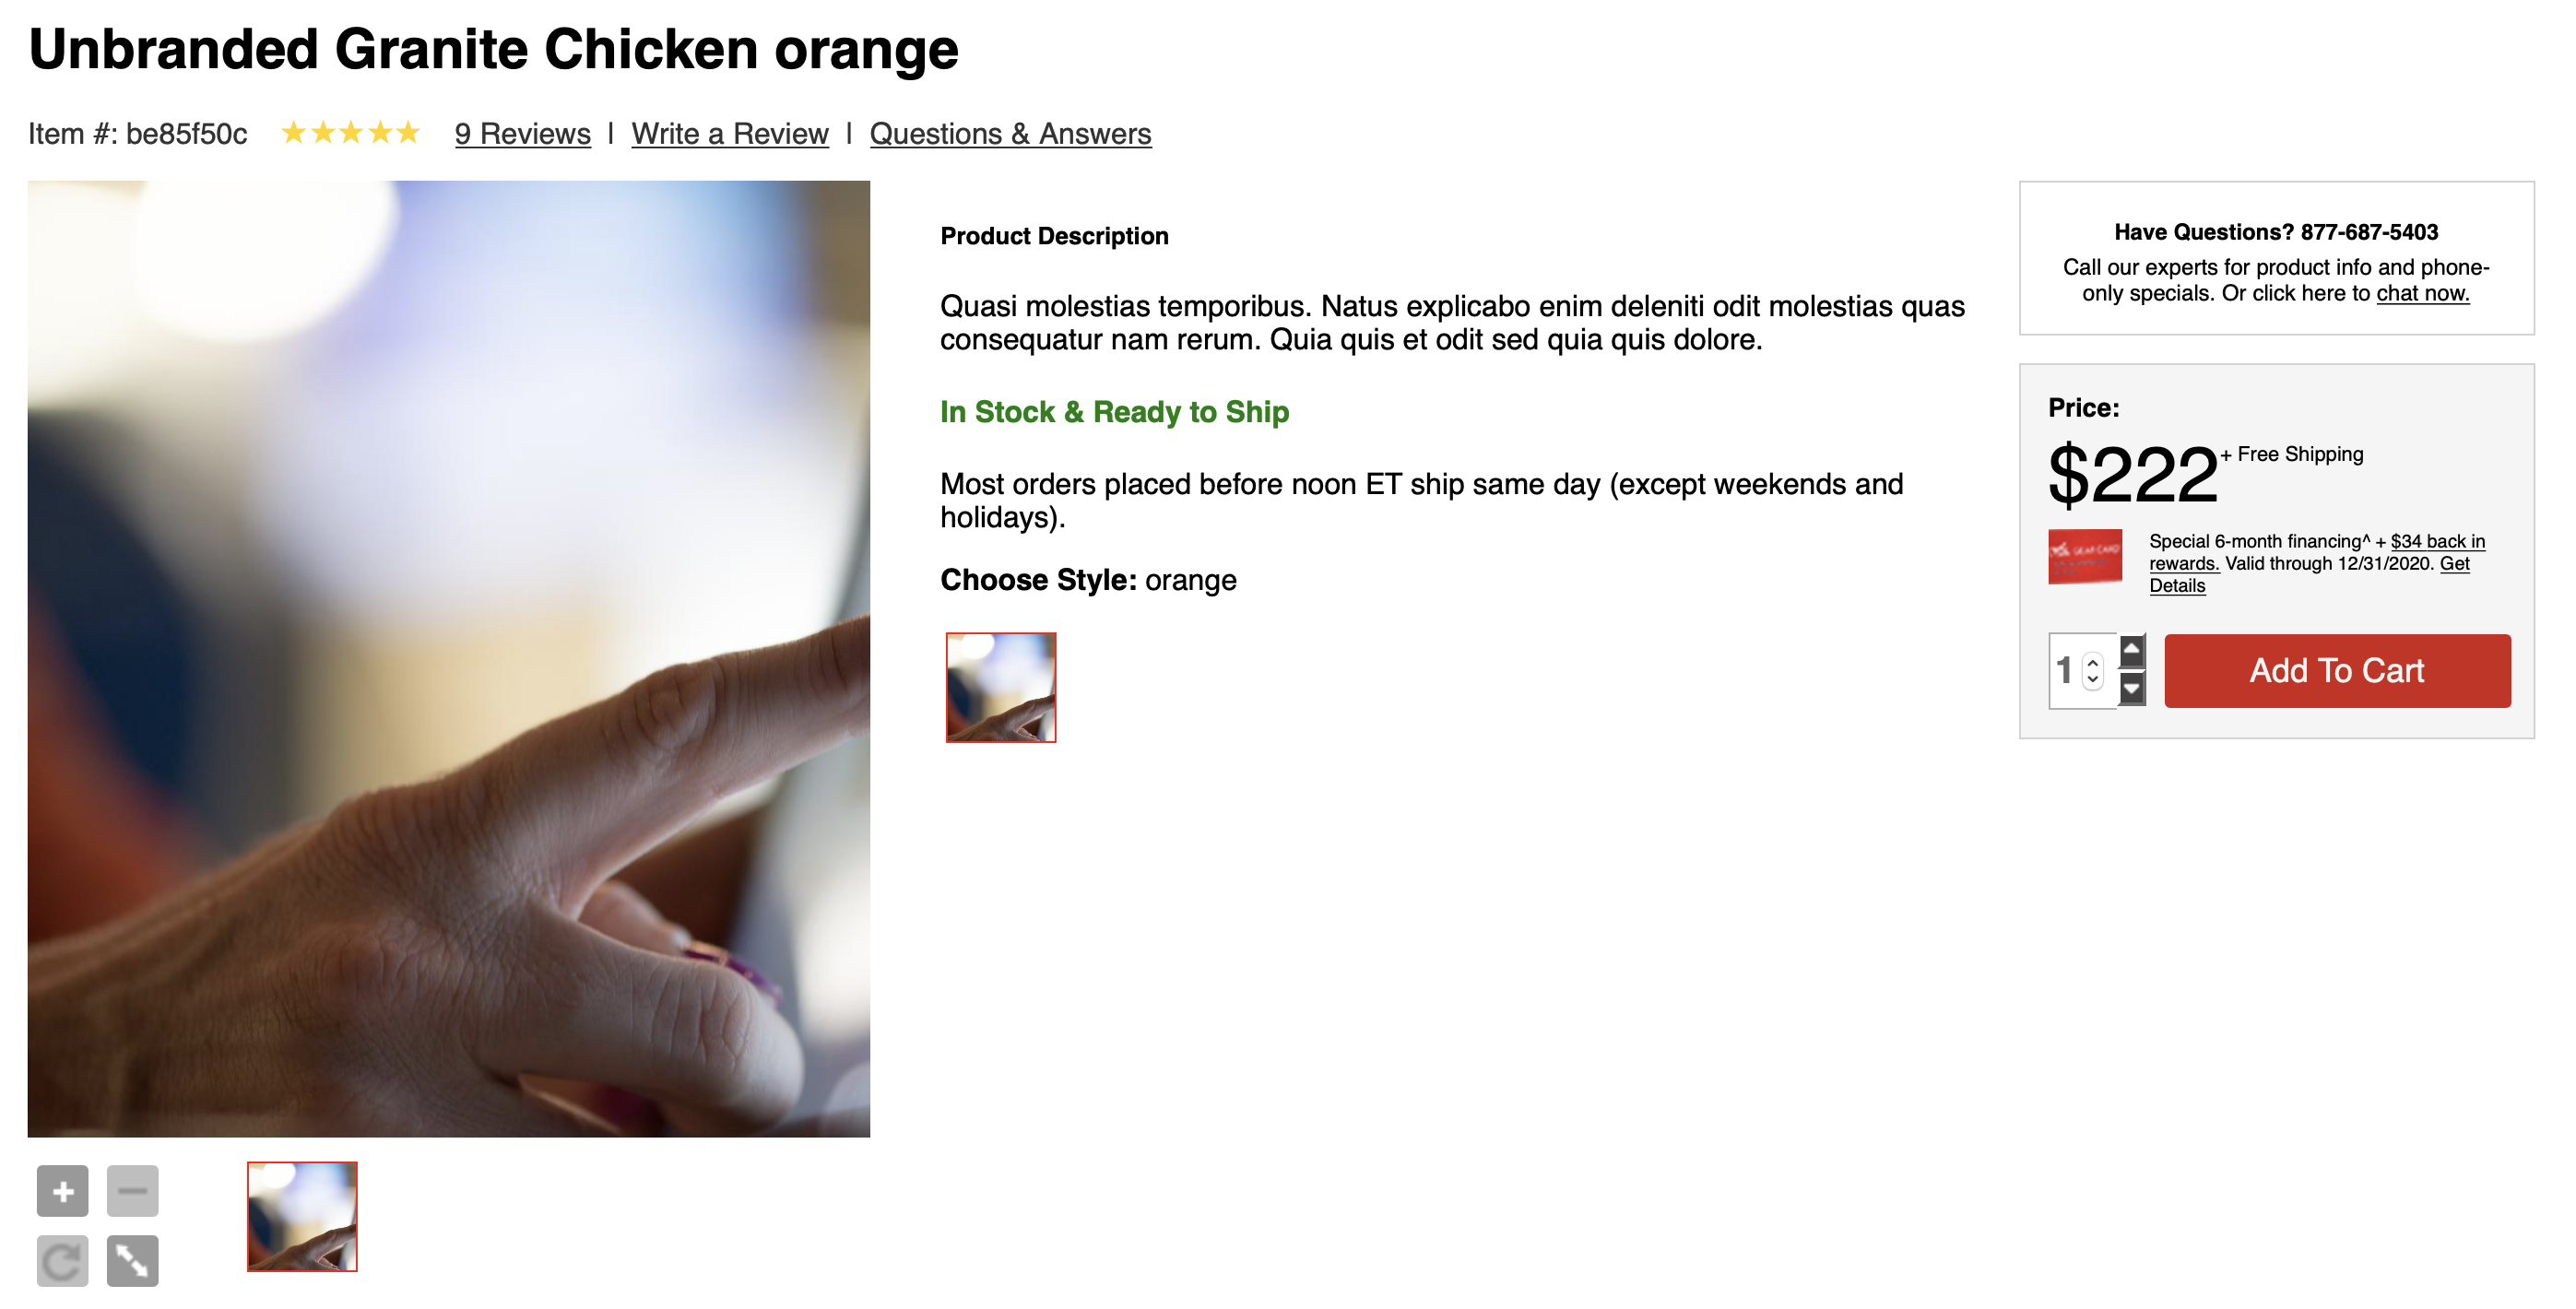 Unbranded Granite Chicken orange
Item #: be85f50c ★★★★★ 9 Reviews | Write a Review | Questions & Answers
Product Description
Quasi molestias temporibus. Natus explicabo enim deleniti odit molestias quas
consequatur nam rerum. Quia quis et odit sed quia quis dolore.
In Stock & Ready to Ship
Most orders placed before noon ET ship same day (except weekends and
holidays).
Choose Style: orange
Have Questions? 877-687-5403
Call our experts for product info and phone-
only specials. Or click here to chat now.
Price:
$222 + Free Shipping
GEAR CARD
Special 6-month financing^ + $34 back in
rewards. Valid through 12/31/2020. Get
Details
1
Add To Cart